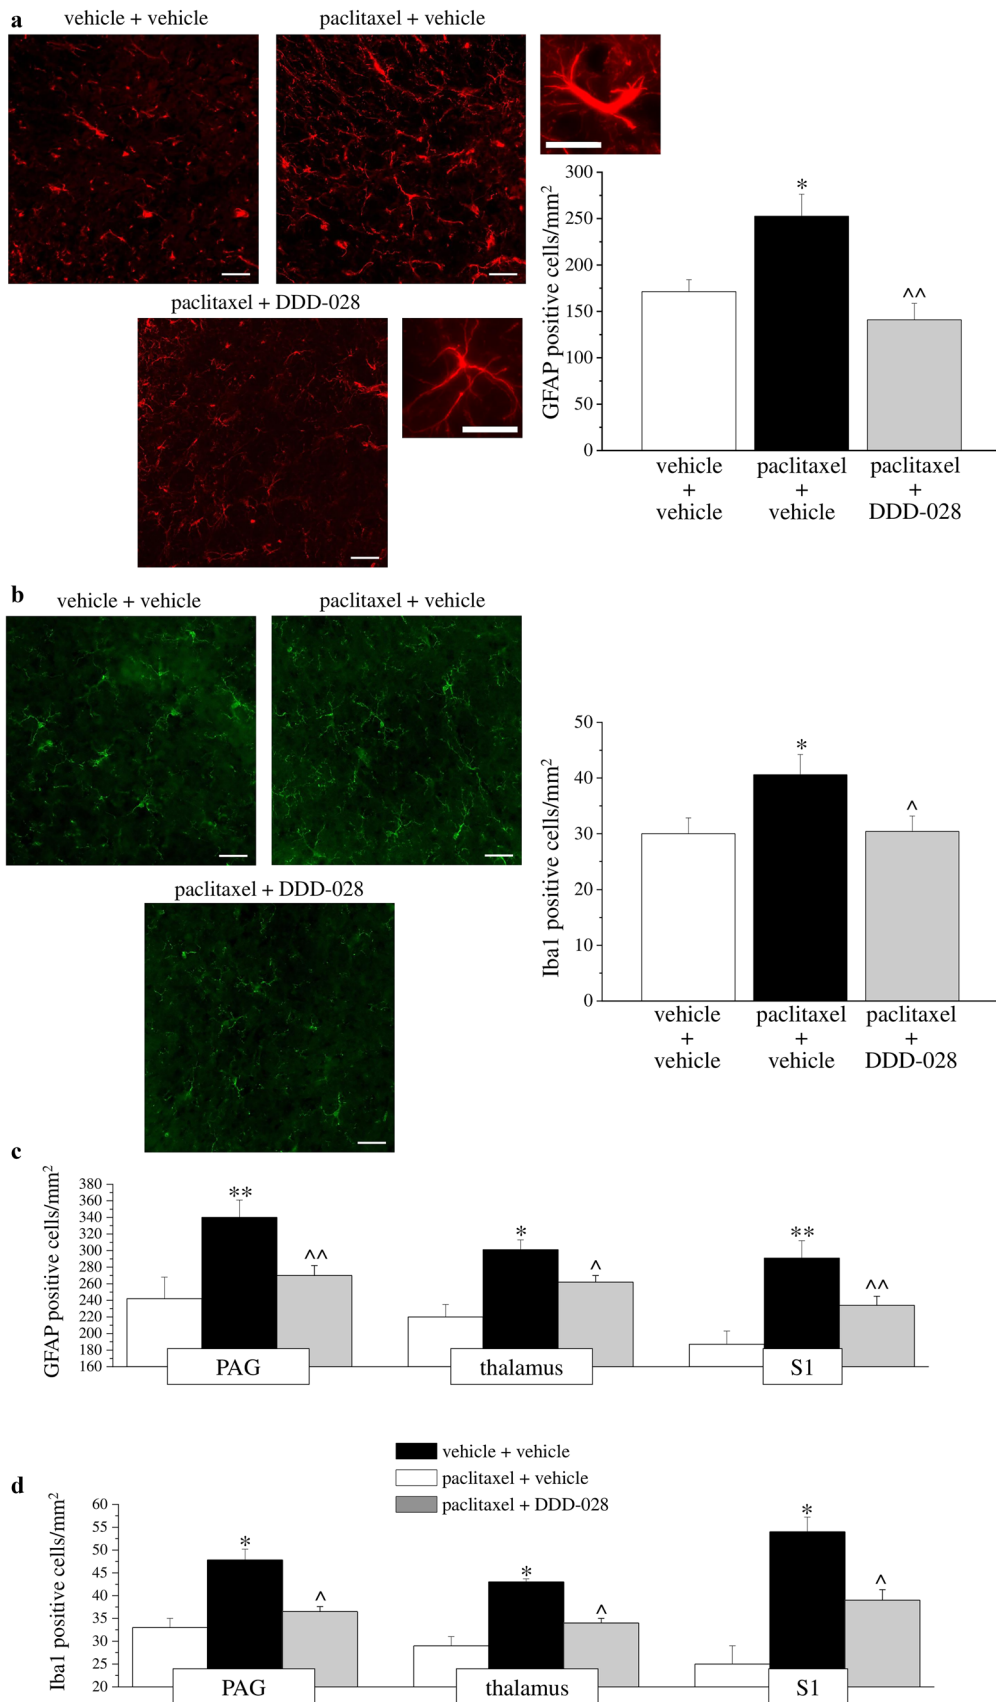 a
vehicle + vehicle
paclitaxel + vehicle
paclitaxel + DDD-028
GFAP positive cells/mm²
300
250
200
150
100
50
0
*
^^
vehicle
+
vehicle
paclitaxel
+
vehicle
paclitaxel
+
DDD-028
b
vehicle + vehicle
paclitaxel + vehicle
paclitaxel + DDD-028
Iba1 positive cells/mm²
50
40
30
20
10
0
*
^
vehicle
+
vehicle
paclitaxel
+
vehicle
paclitaxel
+
DDD-028
c
GFAP positive cells/mm²
380
360
340
320
300
280
260
240
220
200
180
160
**
^^
*
^
**
^^
PAG
thalamus
S1
vehicle + vehicle
paclitaxel + vehicle
paclitaxel + DDD-028
d
Iba1 positive cells/mm²
60
55
50
45
40
35
30
25
20
*
^
*
^
*
^
PAG
thalamus
S1